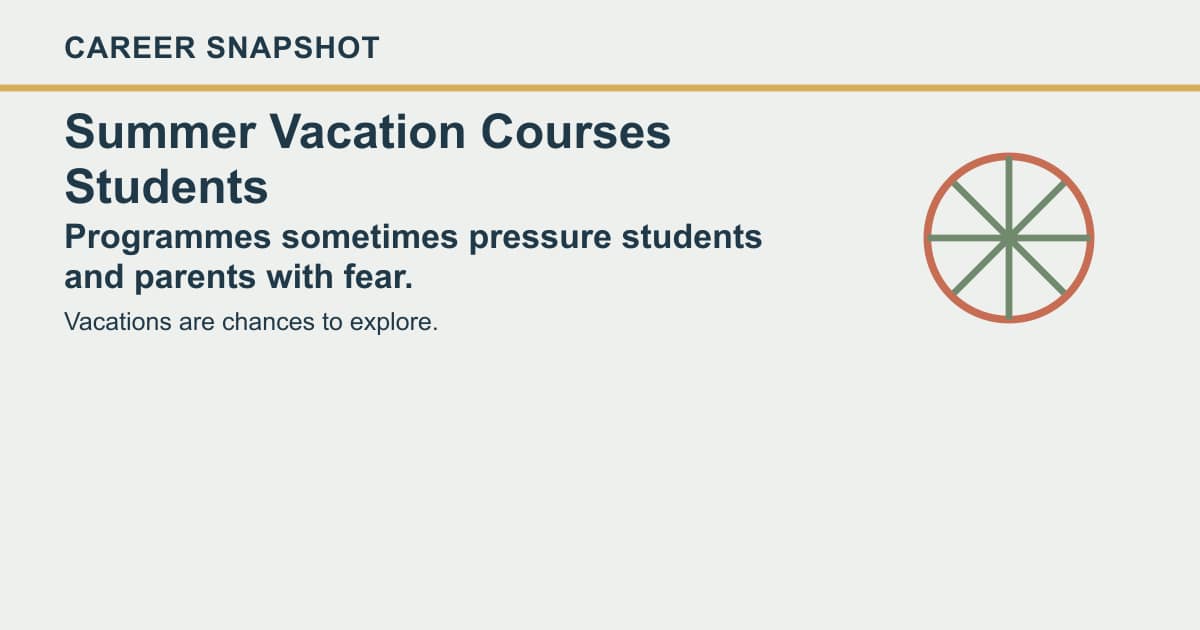 CAREER SNAPSHOT
Summer Vacation Courses
Students
Programmes sometimes pressure students
and parents with fear.
Vacations are chances to explore.